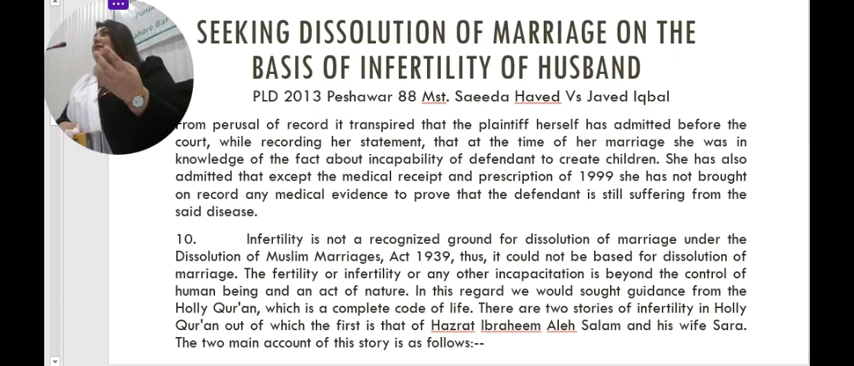 SEEKING DISSOLUTION OF MARRIAGE ON THE
BASIS OF INFERTILITY OF HUSBAND
PLD 2013 Peshawar 88 Mst. Saeeda Haved Vs Javed Iqbal
From perusal of record it transpired that the plaintiff herself has admitted before the
court, while recording her statement, that at the time of her marriage she was in
knowledge of the fact about incapability of defendant to create children. She has also
admitted that except the medical receipt and prescription of 1999 she has not brought
on record any medical evidence to prove that the defendant is still suffering from the
said disease.
10. Infertility is not a recognized ground for dissolution of marriage under the
Dissolution of Muslim Marriages, Act 1939, thus, it could not be based for dissolution of
marriage. The fertility or infertility or any other incapacitation is beyond the control of
human being and an act of nature. In this regard we would sought guidance from the
Holly Qur'an, which is a complete code of life. There are two stories of infertility in Holly
Qur'an out of which the first is that of Hazrat Ibraheem Aleh Salam and his wife Sara.
The two main account of this story is as follows:--